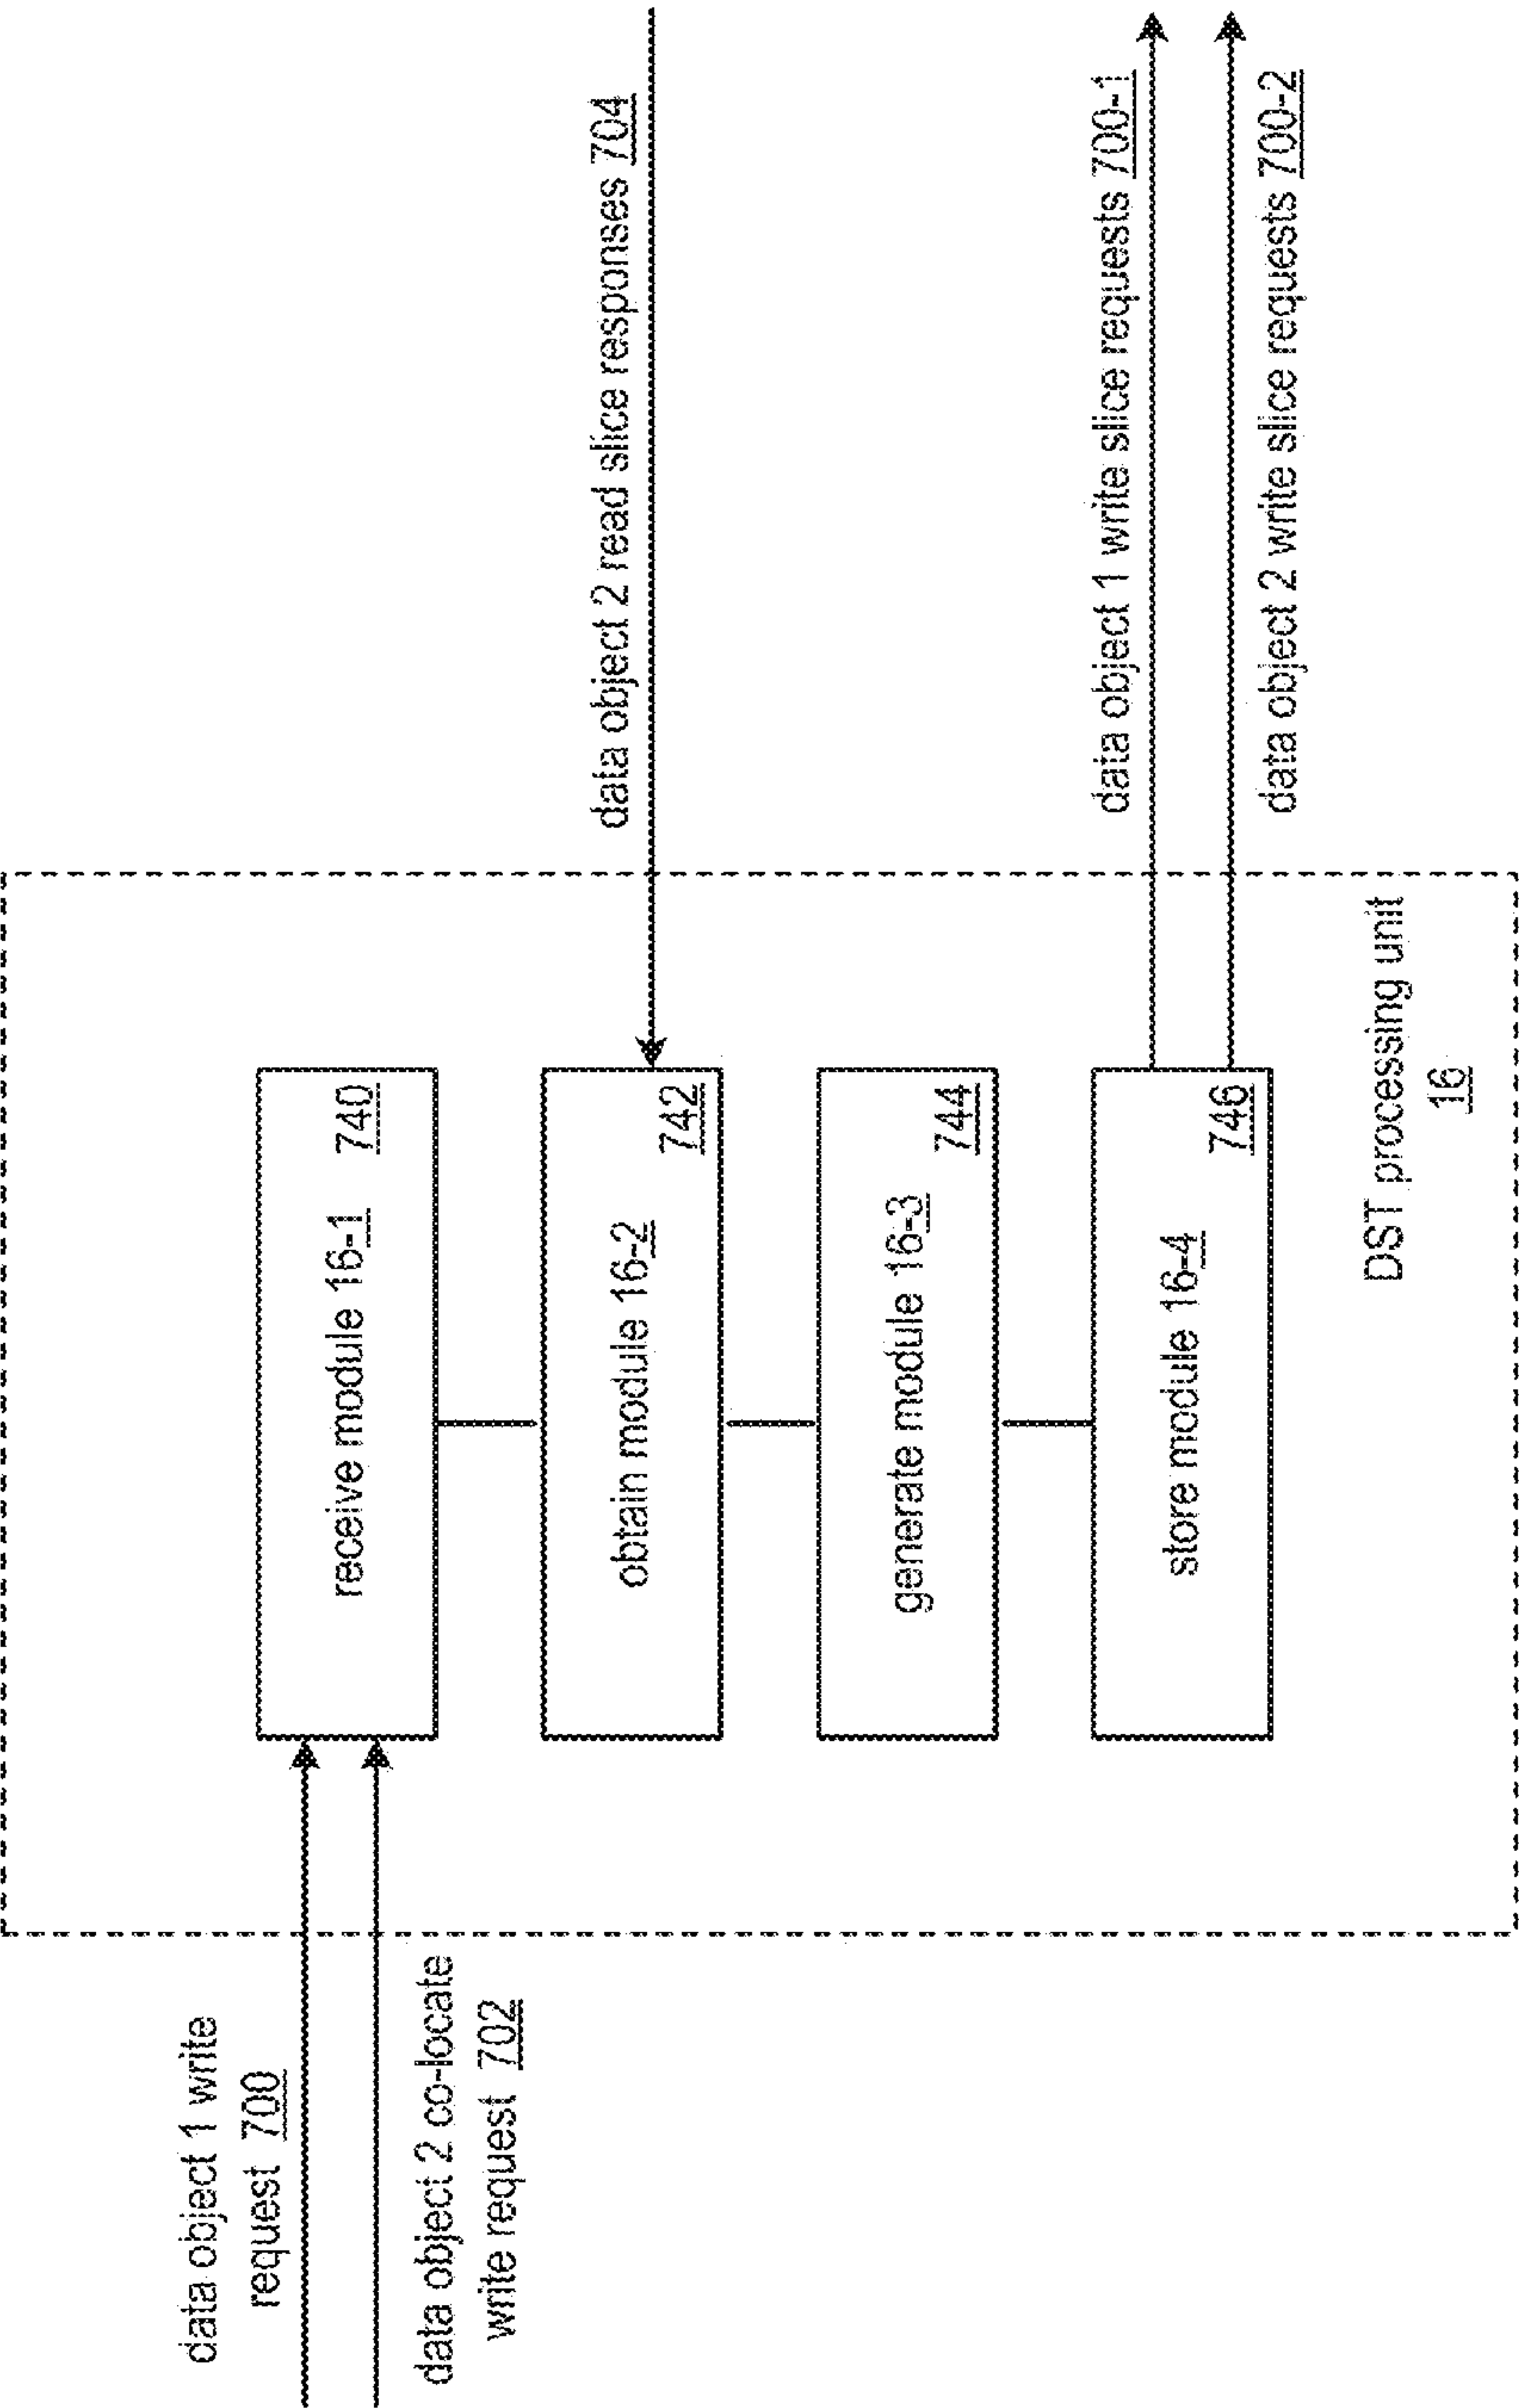 data object 1 write
request 700
data object 2 co-locate
write request 702
receive module 16-1 740
obtain module 16-2 742
generate module 16-3 744
store module 16-4 746
DST processing unit
16
data object 2 read slice responses 704
data object 1 write slice requests 700-1
data object 2 write slice requests 700-2